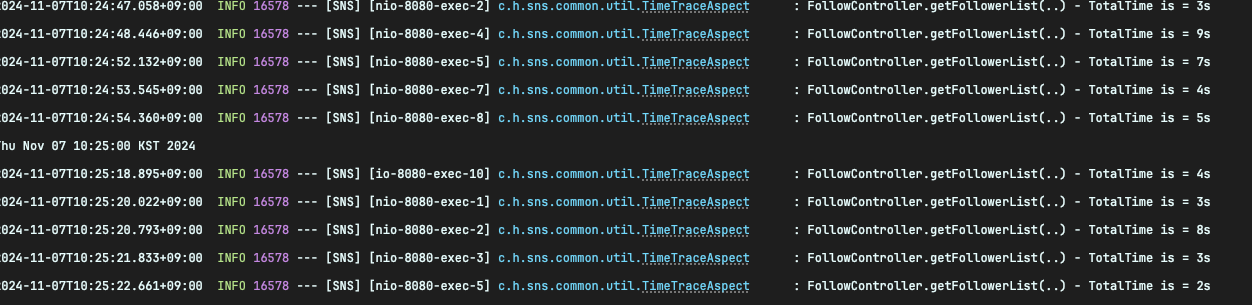 024-11-07T10:24:47.058+09:00  INFO 16578 --- [SNS] [nio-8080-exec-2] c.h.sns.common.util.TimeTraceAspect      : FollowController.getFollowerList(..) - TotalTime is = 3s
024-11-07T10:24:48.446+09:00  INFO 16578 --- [SNS] [nio-8080-exec-4] c.h.sns.common.util.TimeTraceAspect      : FollowController.getFollowerList(..) - TotalTime is = 9s
024-11-07T10:24:52.132+09:00  INFO 16578 --- [SNS] [nio-8080-exec-5] c.h.sns.common.util.TimeTraceAspect      : FollowController.getFollowerList(..) - TotalTime is = 7s
024-11-07T10:24:53.545+09:00  INFO 16578 --- [SNS] [nio-8080-exec-7] c.h.sns.common.util.TimeTraceAspect      : FollowController.getFollowerList(..) - TotalTime is = 4s
024-11-07T10:24:54.360+09:00  INFO 16578 --- [SNS] [nio-8080-exec-8] c.h.sns.common.util.TimeTraceAspect      : FollowController.getFollowerList(..) - TotalTime is = 5s
Thu Nov 07 10:25:00 KST 2024
024-11-07T10:25:18.895+09:00  INFO 16578 --- [SNS] [io-8080-exec-10] c.h.sns.common.util.TimeTraceAspect      : FollowController.getFollowerList(..) - TotalTime is = 4s
024-11-07T10:25:20.022+09:00  INFO 16578 --- [SNS] [nio-8080-exec-1] c.h.sns.common.util.TimeTraceAspect      : FollowController.getFollowerList(..) - TotalTime is = 3s
024-11-07T10:25:20.793+09:00  INFO 16578 --- [SNS] [nio-8080-exec-2] c.h.sns.common.util.TimeTraceAspect      : FollowController.getFollowerList(..) - TotalTime is = 8s
024-11-07T10:25:21.833+09:00  INFO 16578 --- [SNS] [nio-8080-exec-3] c.h.sns.common.util.TimeTraceAspect      : FollowController.getFollowerList(..) - TotalTime is = 3s
024-11-07T10:25:22.661+09:00  INFO 16578 --- [SNS] [nio-8080-exec-5] c.h.sns.common.util.TimeTraceAspect      : FollowController.getFollowerList(..) - TotalTime is = 2s